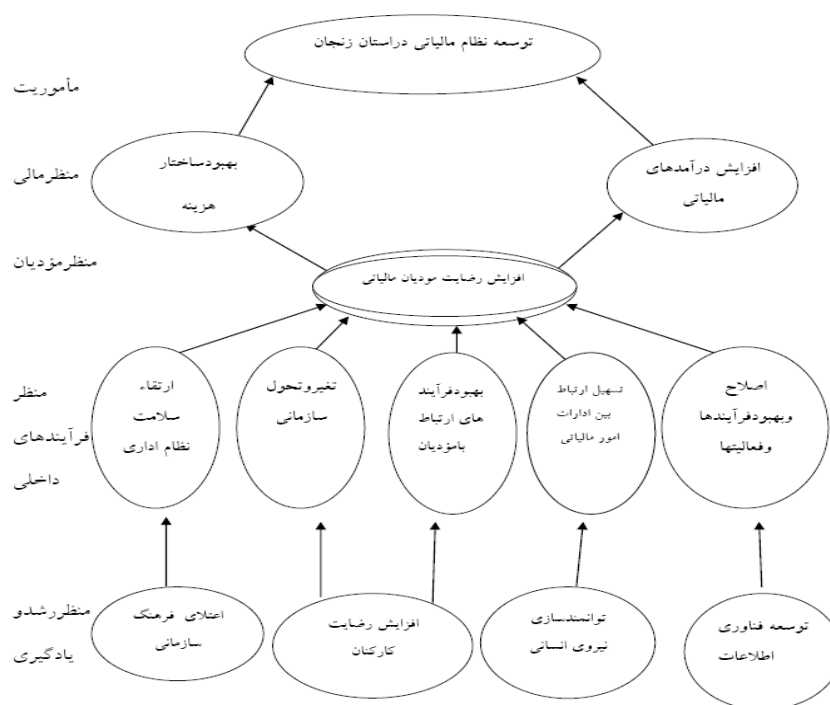 توسعه نظام مالیاتی دراستان زنجان
مأموریت
افزایش درآمدهای
مالیاتی
بهبودساختار
هزینه
منظرمالی
افزایش رضایت مودیان مالیاتی
منظرمؤدیان
اصلاح
وبهبودفرآیندها
وفعالیتها
تسهیل ارتباط
بین ادارات
امور مالیاتی
بهبودفرآیند
های ارتباط
بامؤدیان
تغیروتحول
سازمانی
ارتقاء
سلامت
نظام اداری
منظر
فرآیندهای
داخلی
توسعه فناوری
اطلاعات
توانمندسازی
نیروی انسانی
افزایش رضایت
کارکنان
اعتلای فرهنگ
سازمانی
منظررشدو
یادگیری